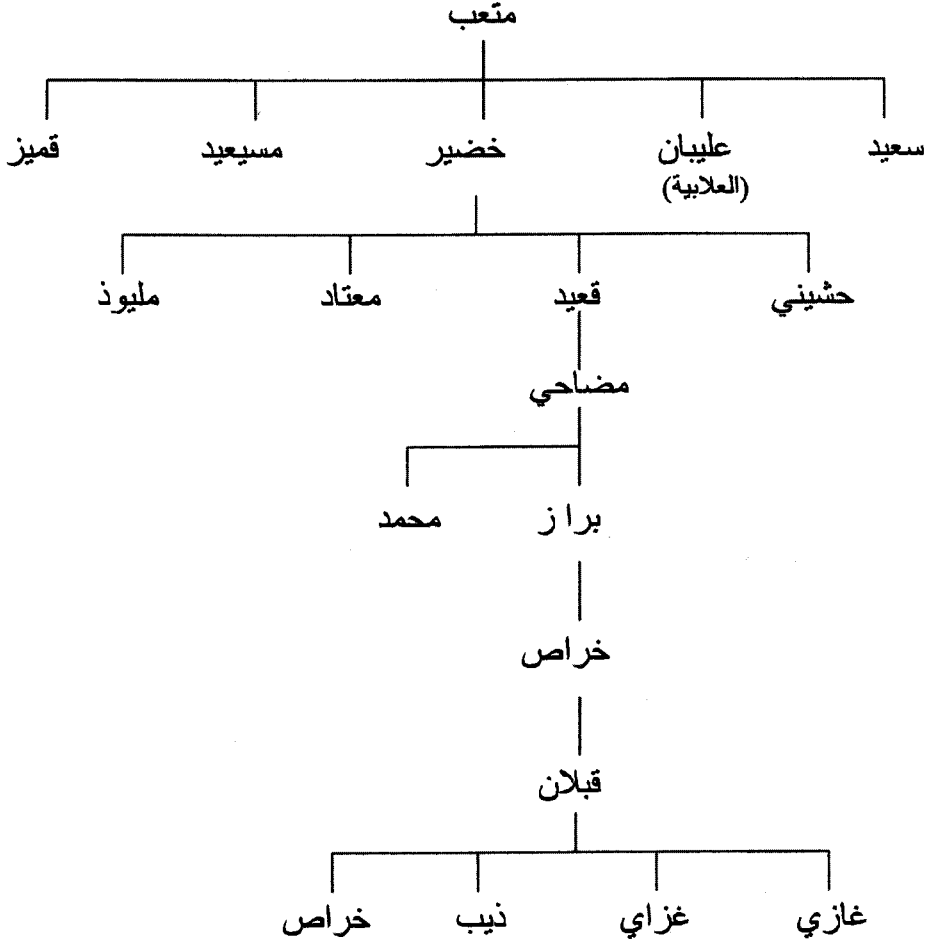 متعب
سعيد عليبان خضير مسيعيد قميز
(العلابية)
حشيني قعيد معتاد مليوذ
مضاحي
براز محمد
خراص
قبلان
غازي غزاي ذيب خراص